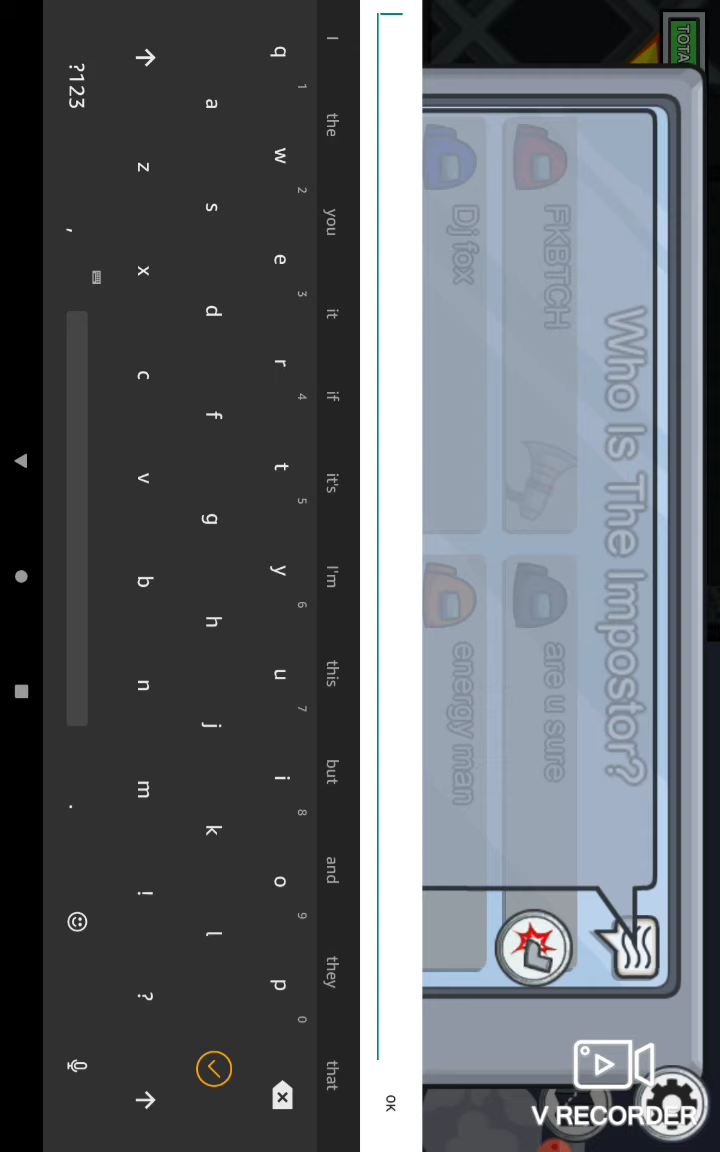 TOTA
Who Is The Impostor?
FKBTCH
are u sure
Dj fox
energy man
V RECORDER
OK
I the you it if it's I'm this but and they that
q 1 w 2 e 3 r 4 t 5 y 6 u 7 i 8 o 9 p 0
a s d f g h j k l
z x c v b n m ! ?
?123 , .